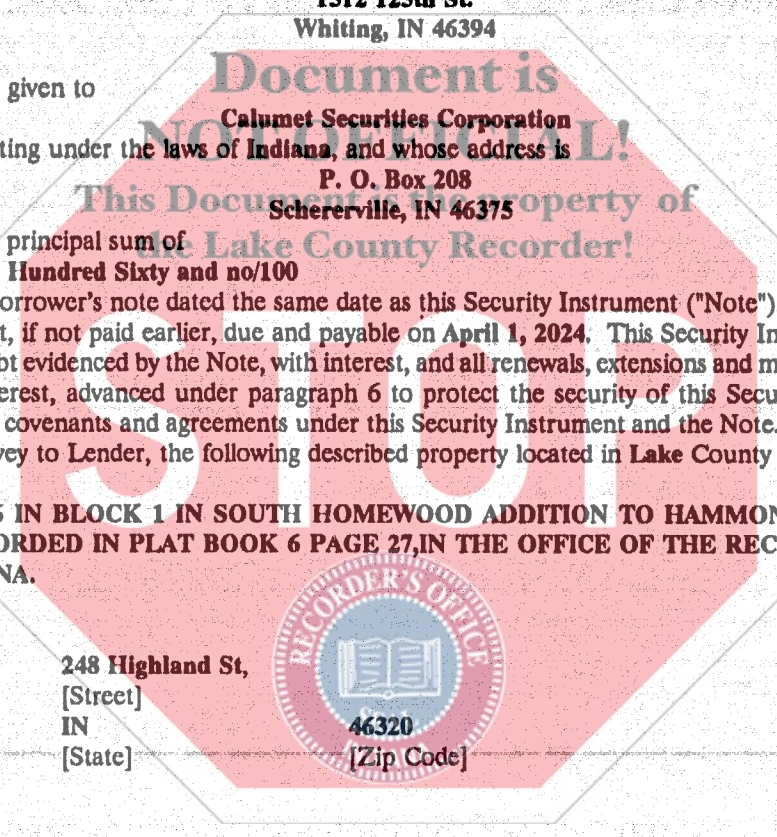 1512 125th St.
Whiting, IN 46394
Document is
given to
Calumet Securities Corporation
NOT OFFICIAL!
ting under the laws of Indiana, and whose address is
P. O. Box 208
This Document is the property of
Schererville, IN 46375
principal sum of
the Lake County Recorder!
Hundred Sixty and no/100
orrower's note dated the same date as this Security Instrument ("Note")
t, if not paid earlier, due and payable on April 1, 2024. This Security In
bt evidenced by the Note, with interest, and all renewals, extensions and m
erest, advanced under paragraph 6 to protect the security of this Secu
covenants and agreements under this Security Instrument and the Note.
vey to Lender, the following described property located in Lake County
STOP
IN BLOCK 1 IN SOUTH HOMEWOOD ADDITION TO HAMMON
ORDED IN PLAT BOOK 6 PAGE 27,IN THE OFFICE OF THE REC
NA.
RECORDER'S OFFICE
248 Highland St,
[Street]
IN 46320
[State] [Zip Code]